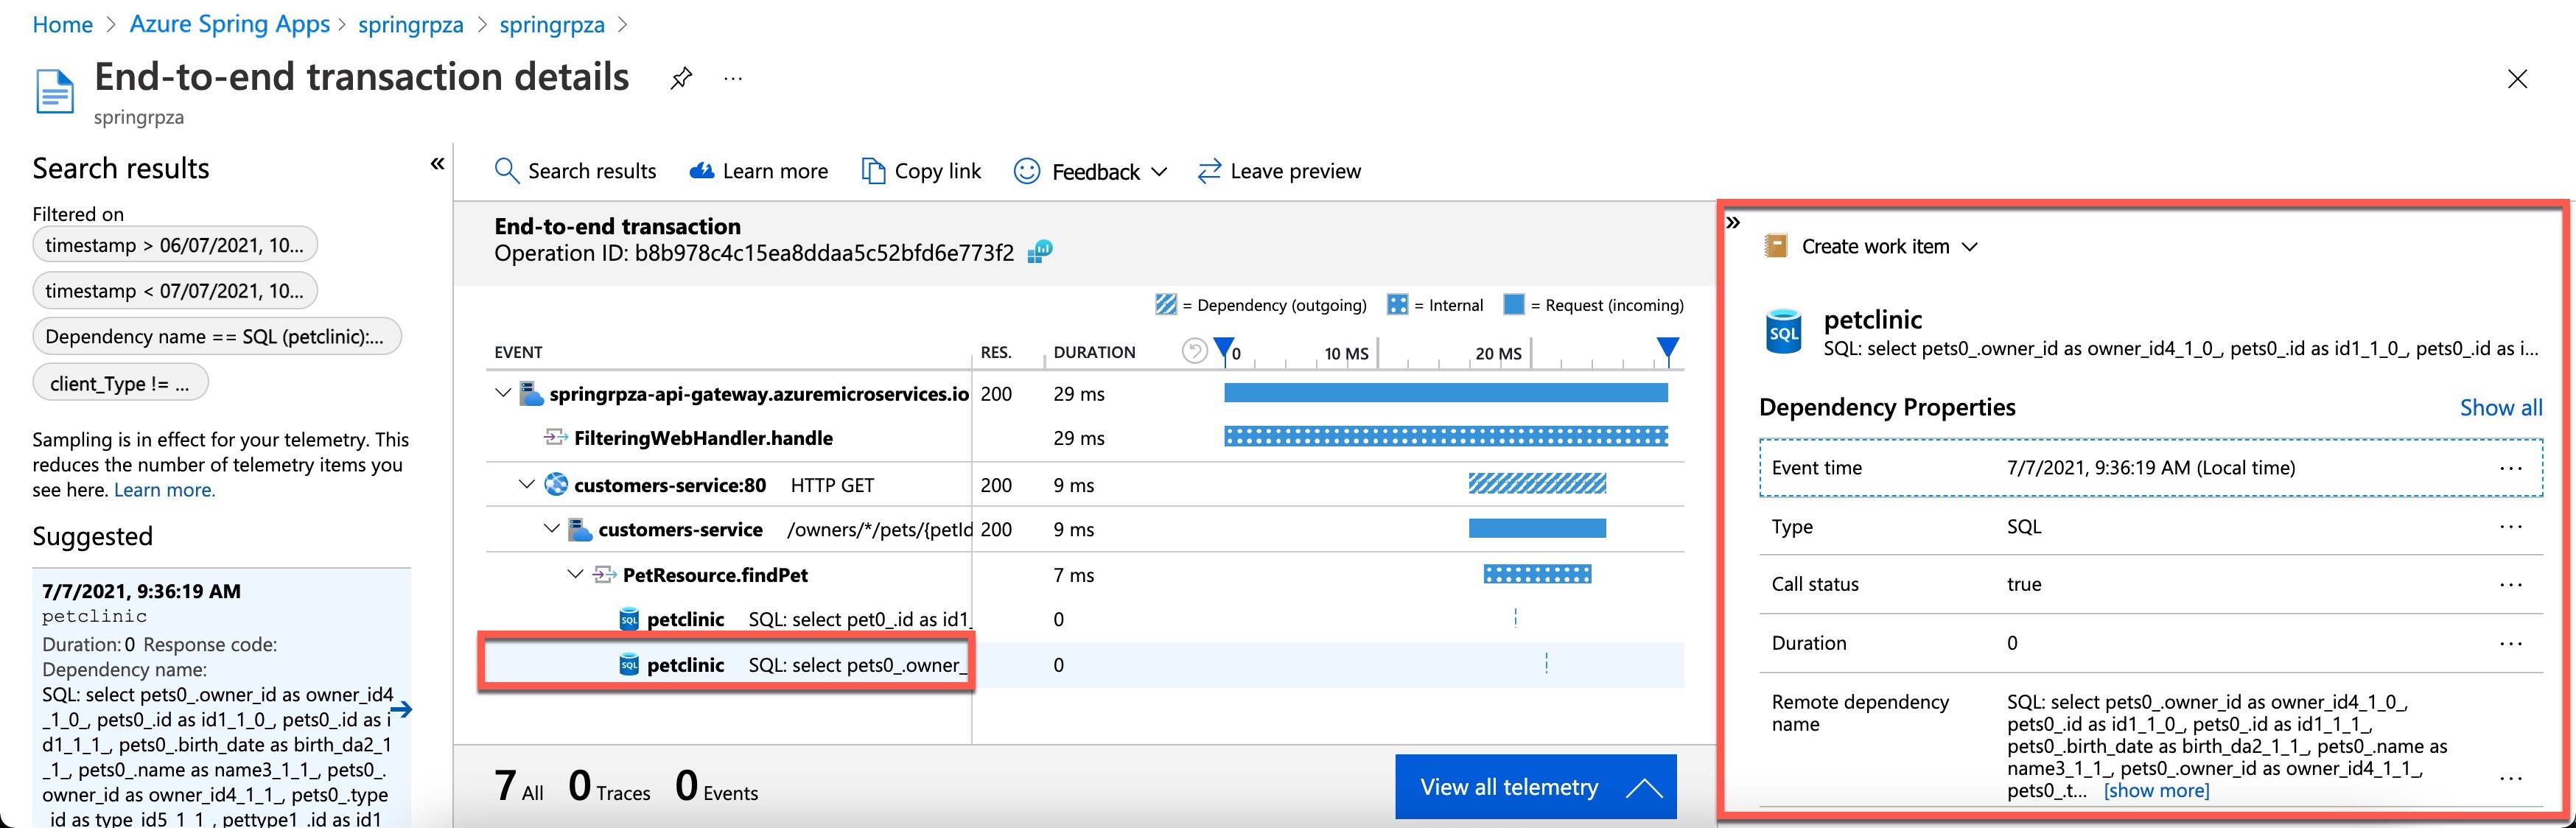 Home > Azure Spring Apps > springrpza > springrpza >
End-to-end transaction details
...
springrpza
Search results
«
Filtered on
timestamp > 06/07/2021, 10...
timestamp < 07/07/2021, 10...
Dependency name == SQL (petclinic):...
client_Type != ...
Sampling is in effect for your telemetry. This
reduces the number of telemetry items you
see here. Learn more.
Suggested
7/7/2021, 9:36:19 AM
petclinic
Duration: 0 Response code:
Dependency name:
SQL: select pets0_.owner_id as owner_id4
_1_0_, pets0_.id as id1_1_0_, pets0_.id as i
d1_1_1_, pets0_.birth_date as birth_da2_1
_1_, pets0_.name as name3_1_1_, pets0_.
owner_id as owner_id4_1_1_, pets0_.type
_id as type_id5_1_1_, pettype1_.id as id1
Search results
Learn more
Copy link
Feedback
Leave preview
End-to-end transaction
Operation ID: b8b978c4c15ea8ddaa5c52bfd6e773f2
= Dependency (outgoing)
= Internal
= Request (incoming)
EVENT RES. DURATION 0 10 MS 20 MS
springrpza-api-gateway.azuremicroservices.io 200 29 ms
FilteringWebHandler.handle 29 ms
customers-service:80 HTTP GET 200 9 ms
customers-service /owners/*/pets/{petId 200 9 ms
PetResource.findPet 7 ms
SQL petclinic SQL: select pet0_.id as id1_ 0
SQL petclinic SQL: select pets0_.owner_ 0
7 All 0 Traces 0 Events
View all telemetry
»
Create work item
SQL
petclinic
SQL: select pets0_.owner_id as owner_id4_1_0_, pets0_.id as id1_1_0_, pets0_.id as i...
Dependency Properties
Show all
Event time 7/7/2021, 9:36:19 AM (Local time) ...
Type SQL ...
Call status true ...
Duration 0 ...
Remote dependency
name
SQL: select pets0_.owner_id as owner_id4_1_0_,
pets0_.id as id1_1_0_, pets0_.id as id1_1_1_,
pets0_.birth_date as birth_da2_1_1_, pets0_.name as
name3_1_1_, pets0_.owner_id as owner_id4_1_1_,
pets0_.t... [show more]
...